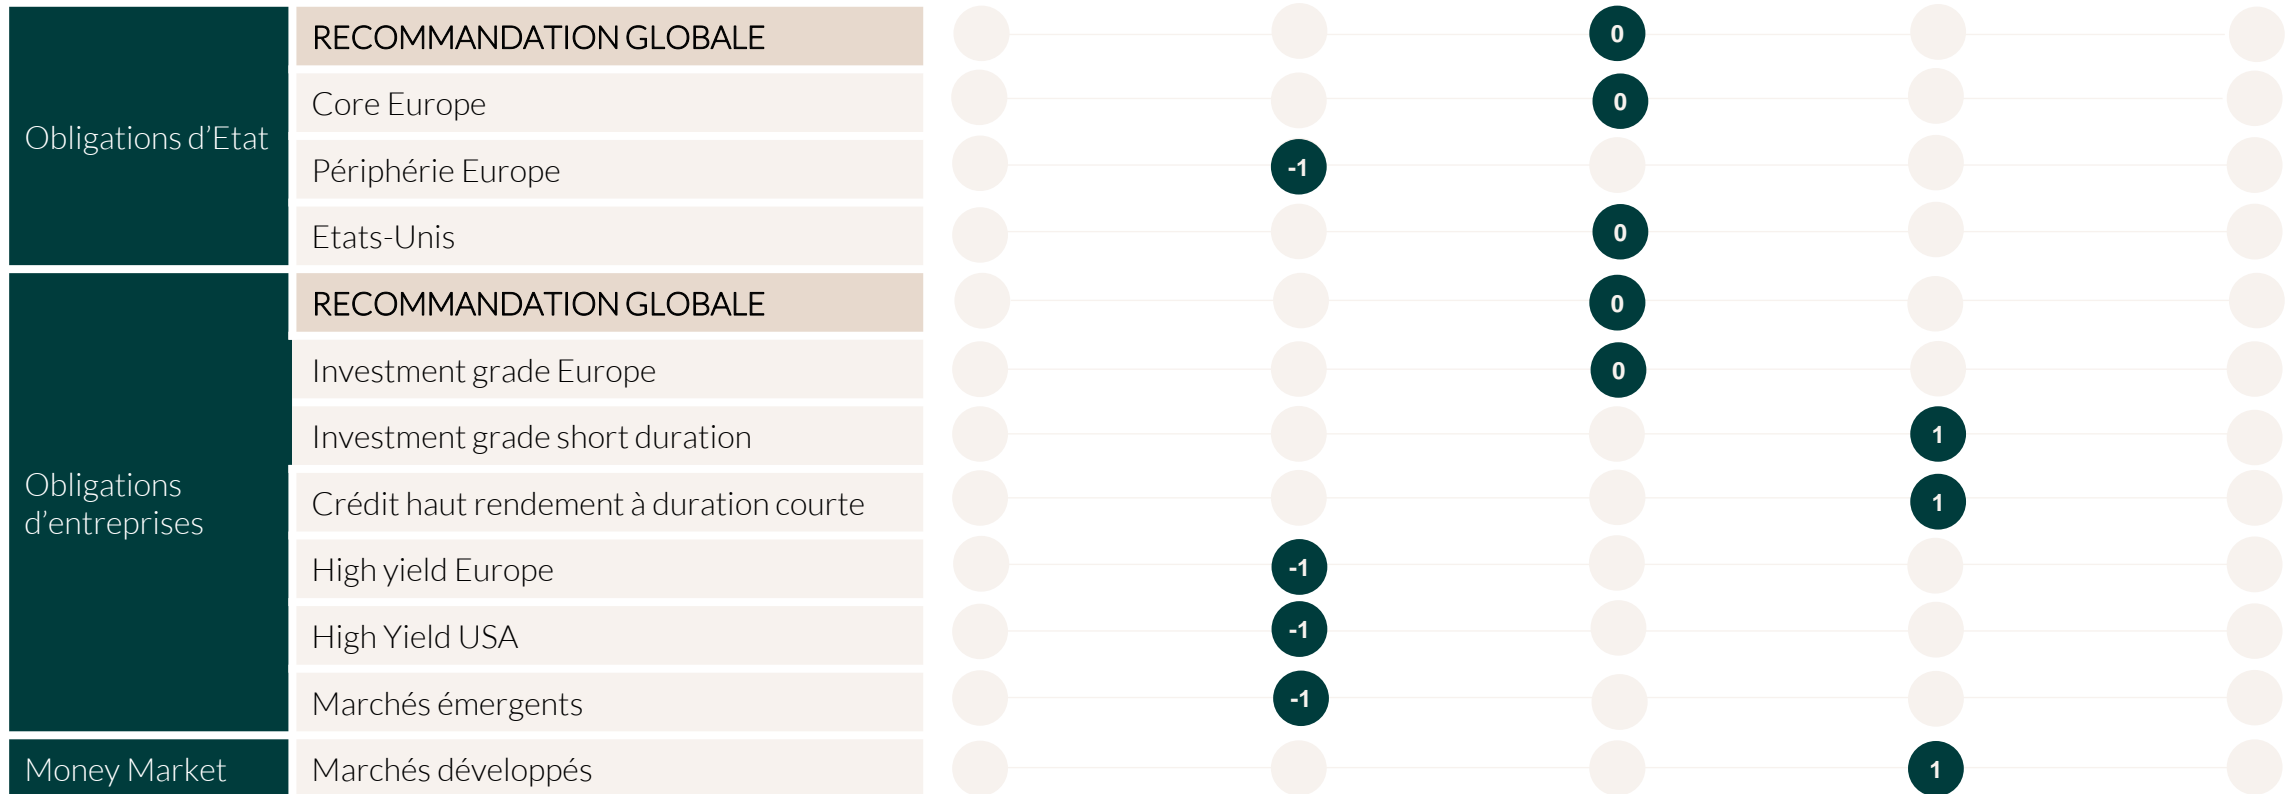 RECOMMANDATION GLOBALE 0
Core Europe 0
Obligations d’Etat
Périphérie Europe -1
Etats-Unis 0
RECOMMANDATION GLOBALE 0
Investment grade Europe 0
Investment grade short duration 1
Obligations
d’entreprises
Crédit haut rendement à duration courte 1
High yield Europe -1
High Yield USA -1
Marchés émergents -1
Money Market Marchés développés 1